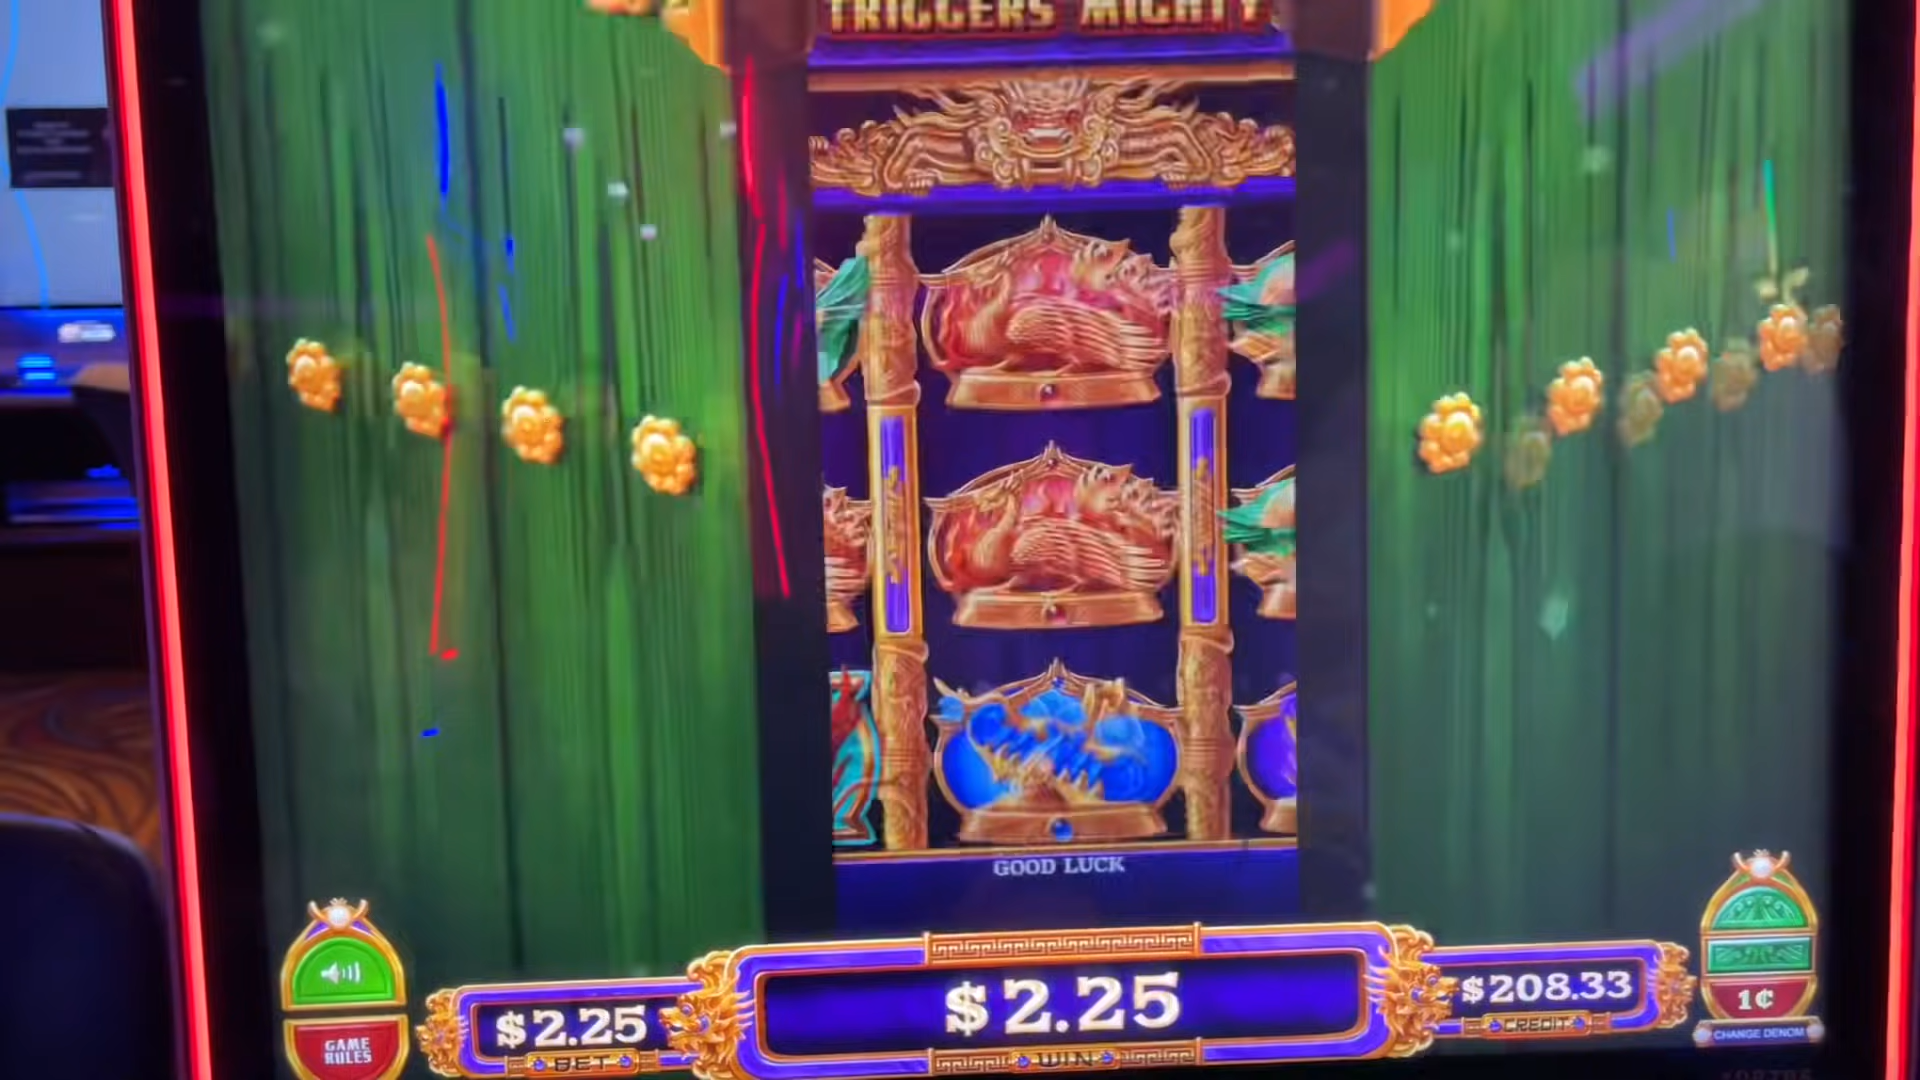 TRIGGERS MIGHTY
GOOD LUCK
GAME
RULES
$2.25
BET
$2.25
WIN
$208.33
CREDIT
1¢
CHANGE DENOM